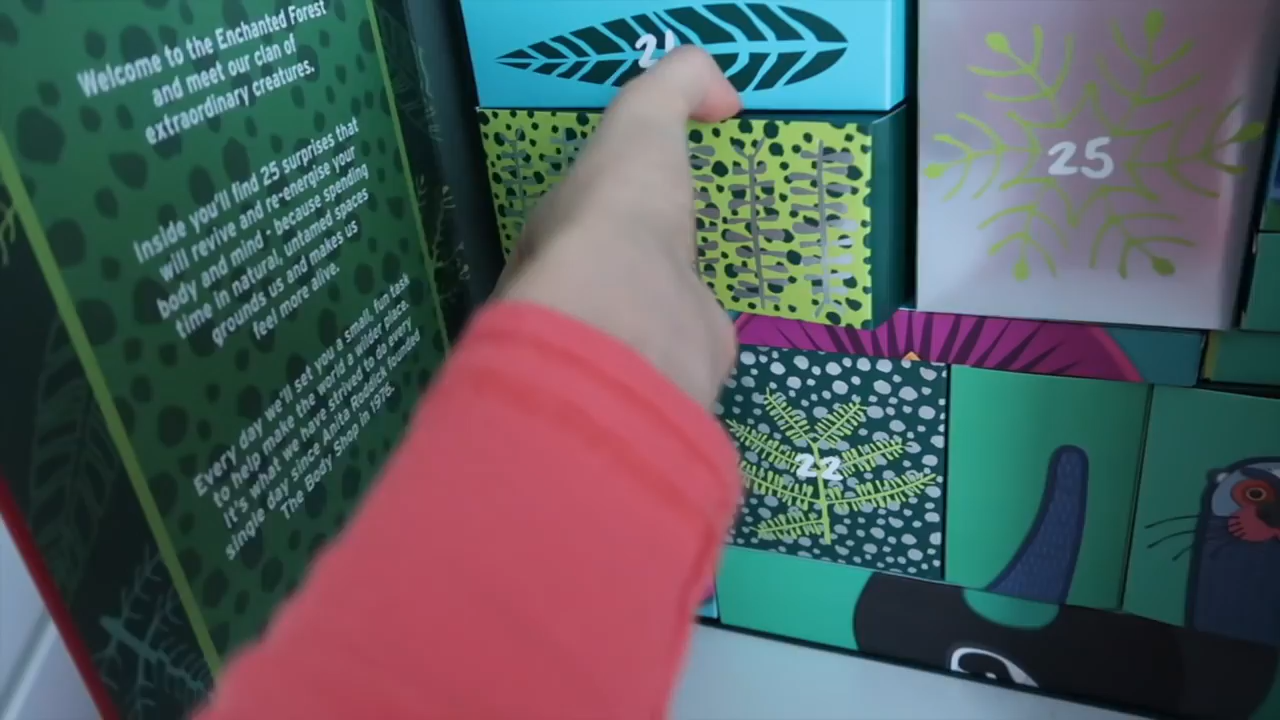 Welcome to the Enchanted Forest
and meet our clan of
extraordinary creatures.
Inside you'll find 25 surprises that
will revive and re-energise your
body and mind - because spending
time in natural, untamed spaces
grounds us and makes us
feel more alive.
Every day we'll set you a small, fun task
to help make the world a wilder place.
It's what we have strived to do every
single day since Anita Roddick founded
The Body Shop in 1976.
25
22